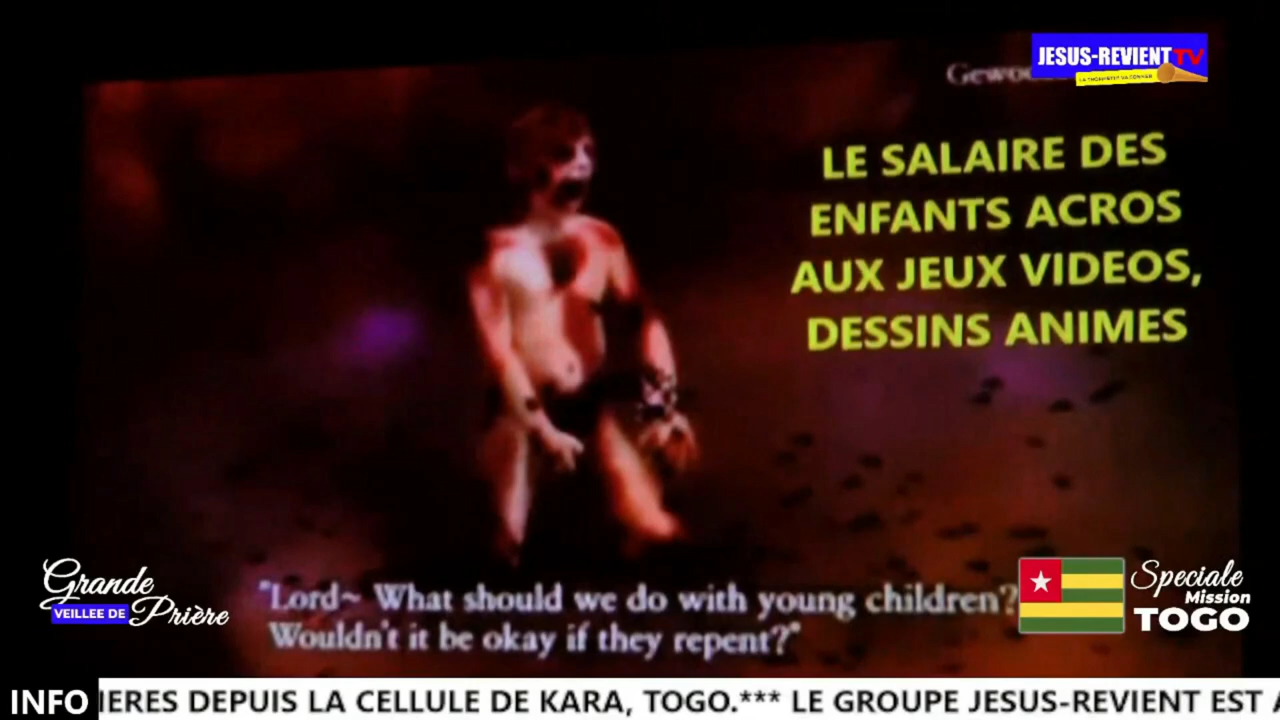 JESUS-REVIENT TV
LE SALAIRE DES
ENFANTS ACROS
AUX JEUX VIDEOS,
DESSINS ANIMES
Grande
VEILLEE DE Prière
"Lord~ What should we do with young children?
Wouldn't it be okay if they repent?"
Speciale
Mission
TOGO
INFO IERES DEPUIS LA CELLULE DE KARA, TOGO.*** LE GROUPE JESUS-REVIENT EST